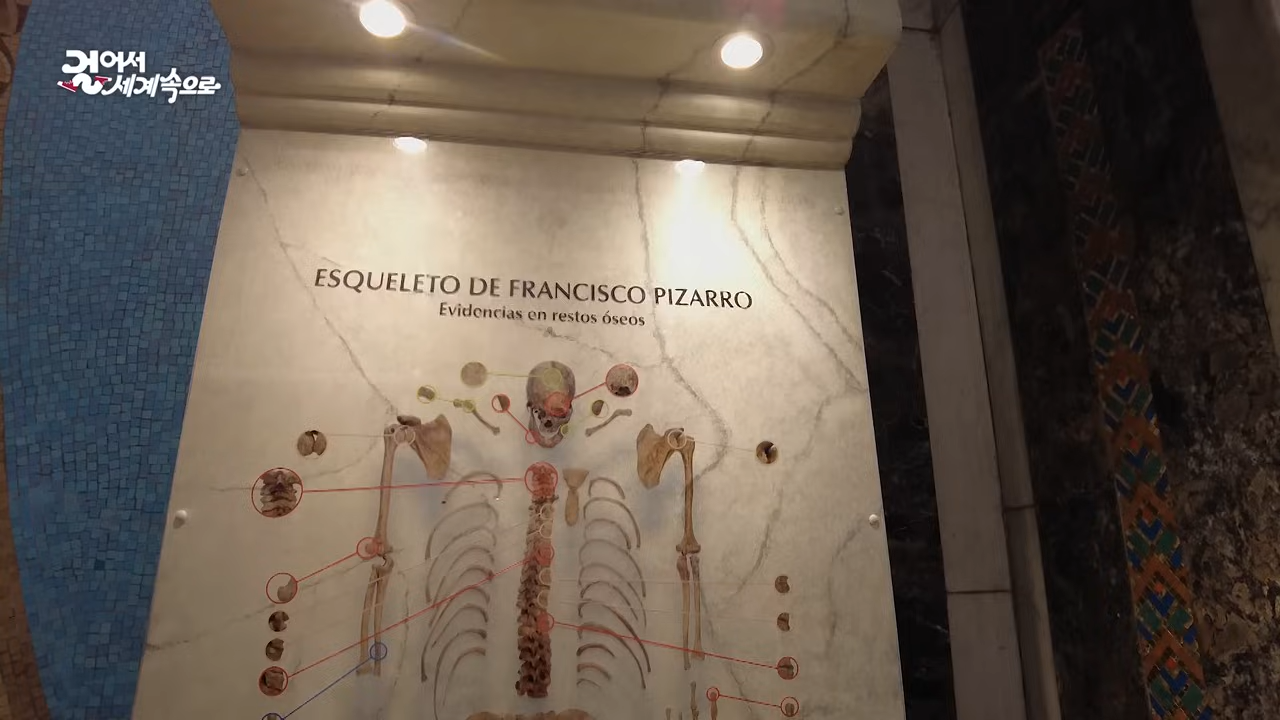 걸어서
세계속으로
ESQUELETO DE FRANCISCO PIZARRO
Evidencias en restos óseos